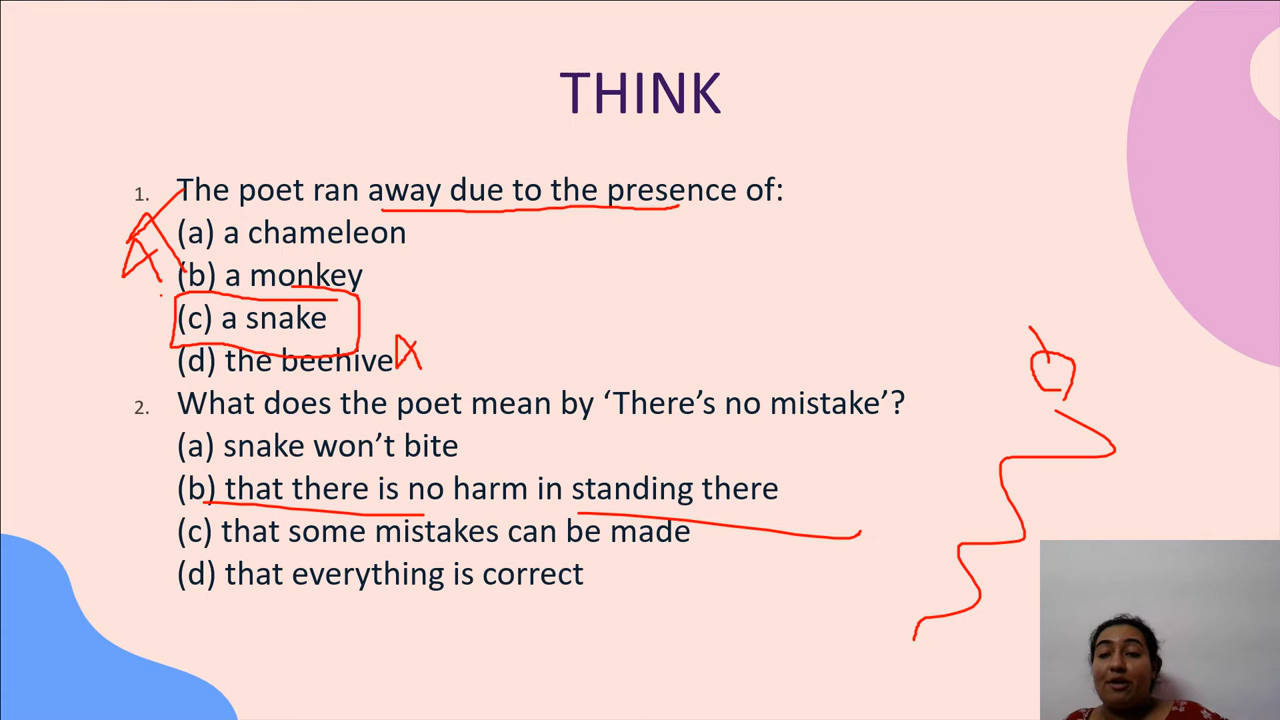 THINK
1. The poet ran away due to the presence of:
(a) a chameleon
(b) a monkey
(c) a snake
(d) the beehive
2. What does the poet mean by ‘There’s no mistake’?
(a) snake won’t bite
(b) that there is no harm in standing there
(c) that some mistakes can be made
(d) that everything is correct